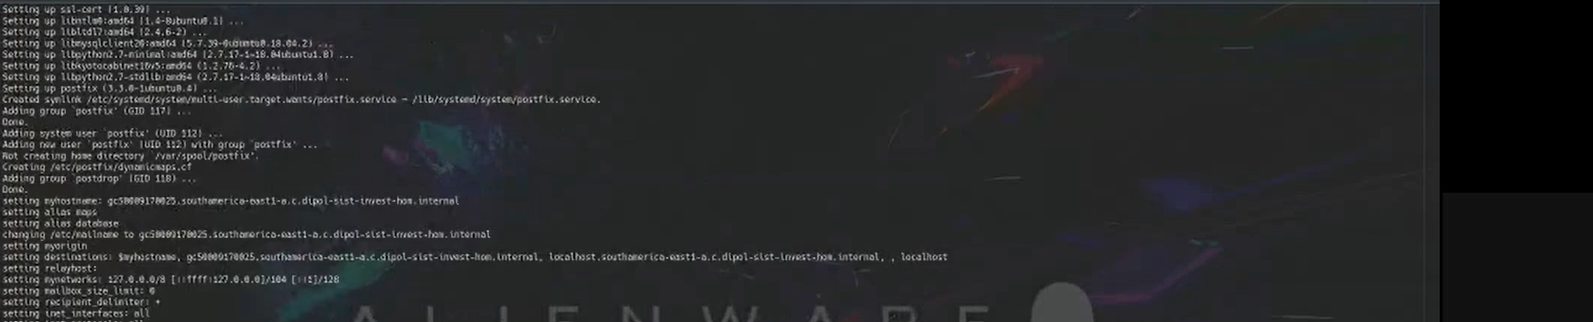 Setting up ssl-cert (1.0.39) ...
Setting up libntlm0:amd64 (1.4-8ubuntu0.1) ...
Setting up libltdl7:amd64 (2.4.6-2) ...
Setting up libmysqlclient20:amd64 (5.7.39-0ubuntu0.18.04.2) ...
Setting up libpython2.7-minimal:amd64 (2.7.17-1~18.04ubuntu1.8) ...
Setting up libkyotocabinet16v5:amd64 (1.2.76-4.2) ...
Setting up libpython2.7-stdlib:amd64 (2.7.17-1~18.04ubuntu1.8) ...
Setting up postfix (3.3.0-1ubuntu0.4) ...
Created symlink /etc/systemd/system/multi-user.target.wants/postfix.service → /lib/systemd/system/postfix.service.
Adding group `postfix' (GID 117) ...
Done.
Adding system user `postfix' (UID 112) ...
Adding new user `postfix' (UID 112) with group `postfix' ...
Not creating home directory `/var/spool/postfix'.
Creating /etc/postfix/dynamicmaps.cf
Adding group `postdrop' (GID 118) ...
Done.
setting myhostname: gc50009170025.southamerica-east1-a.c.dipol-sist-invest-hom.internal
setting alias maps
setting alias database
changing /etc/mailname to gc50009170025.southamerica-east1-a.c.dipol-sist-invest-hom.internal
setting myorigin
setting destinations: $myhostname, gc50009170025.southamerica-east1-a.c.dipol-sist-invest-hom.internal, localhost.southamerica-east1-a.c.dipol-sist-invest-hom.internal, , localhost
setting relayhost:
setting mynetworks: 127.0.0.0/8 [::ffff:127.0.0.0]/104 [::1]/128
setting mailbox_size_limit: 0
setting recipient_delimiter: +
setting inet_interfaces: all
ALIENWARE